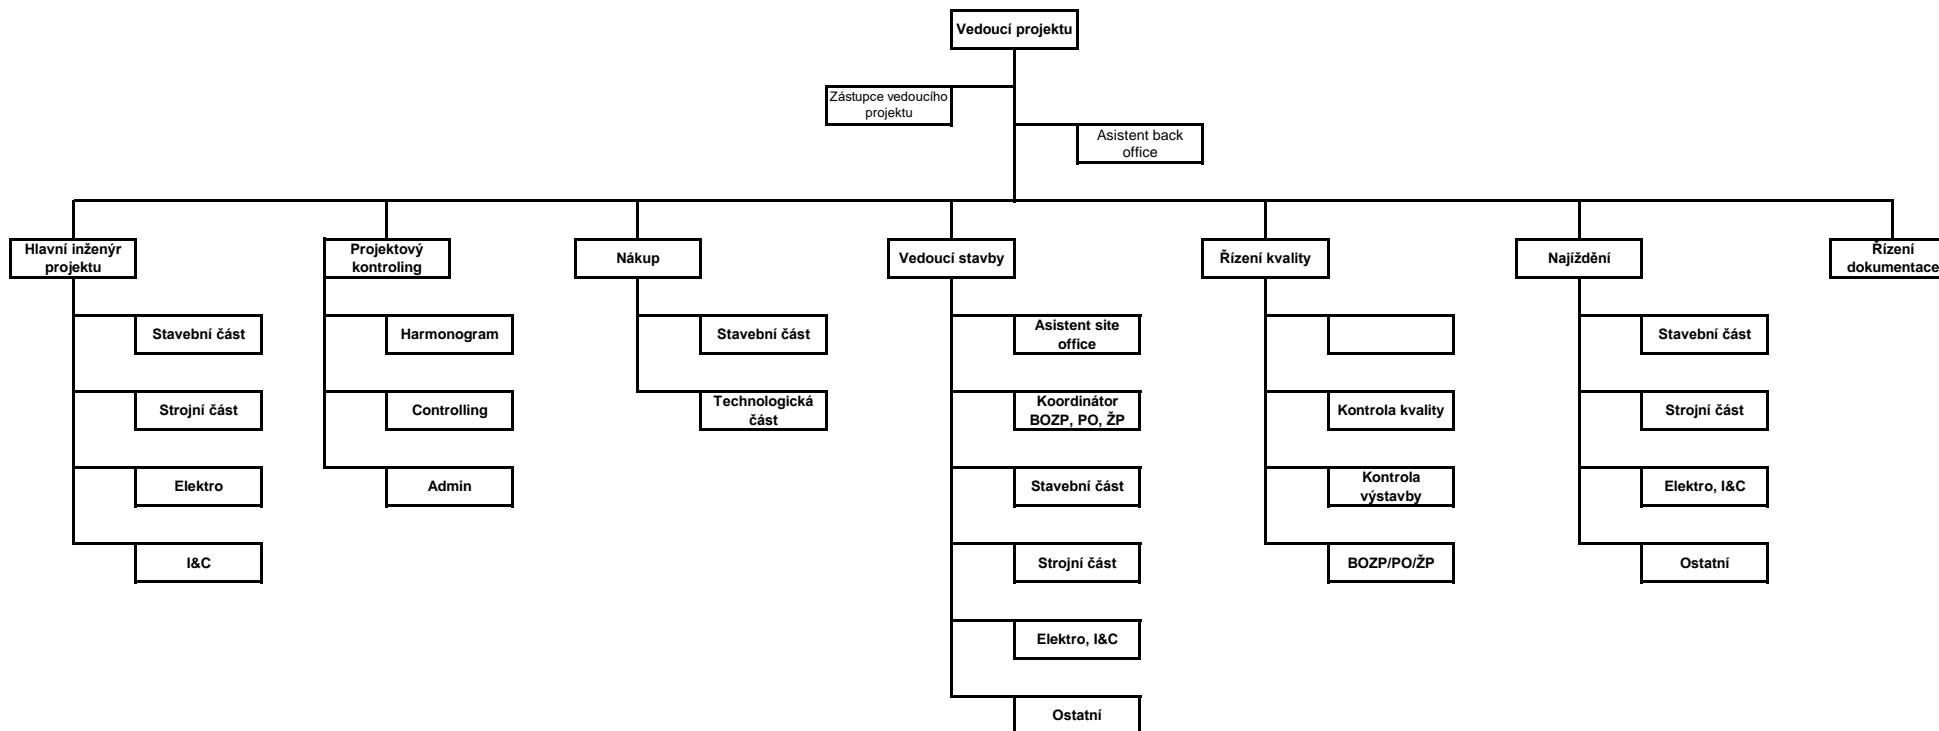 Vedoucí projektu
Zástupce vedoucího
projektu
Asistent back
office
Hlavní inženýr
projektu
Projektový
kontroling
Nákup
Vedoucí stavby
Řízení kvality
Najíždění
Řízení
dokumentace
Stavební část
Harmonogram
Stavební část
Asistent site
office
Stavební část
Strojní část
Controlling
Technologická
část
Koordinátor
BOZP, PO, ŽP
Kontrola kvality
Strojní část
Elektro
Admin
Stavební část
Kontrola
výstavby
Elektro, I&C
I&C
Strojní část
BOZP/PO/ŽP
Ostatní
Elektro, I&C
Ostatní